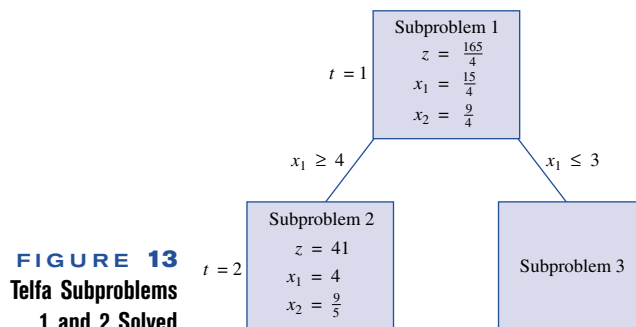 Subproblem 1
z = 165/4
t = 1
x₁ = 15/4
x₂ = 9/4
x₁ ≥ 4
x₁ ≤ 3
Subproblem 2
z = 41
t = 2
x₁ = 4
x₂ = 9/5
Subproblem 3
FIGURE 13
Telfa Subproblems
1 and 2 Solved